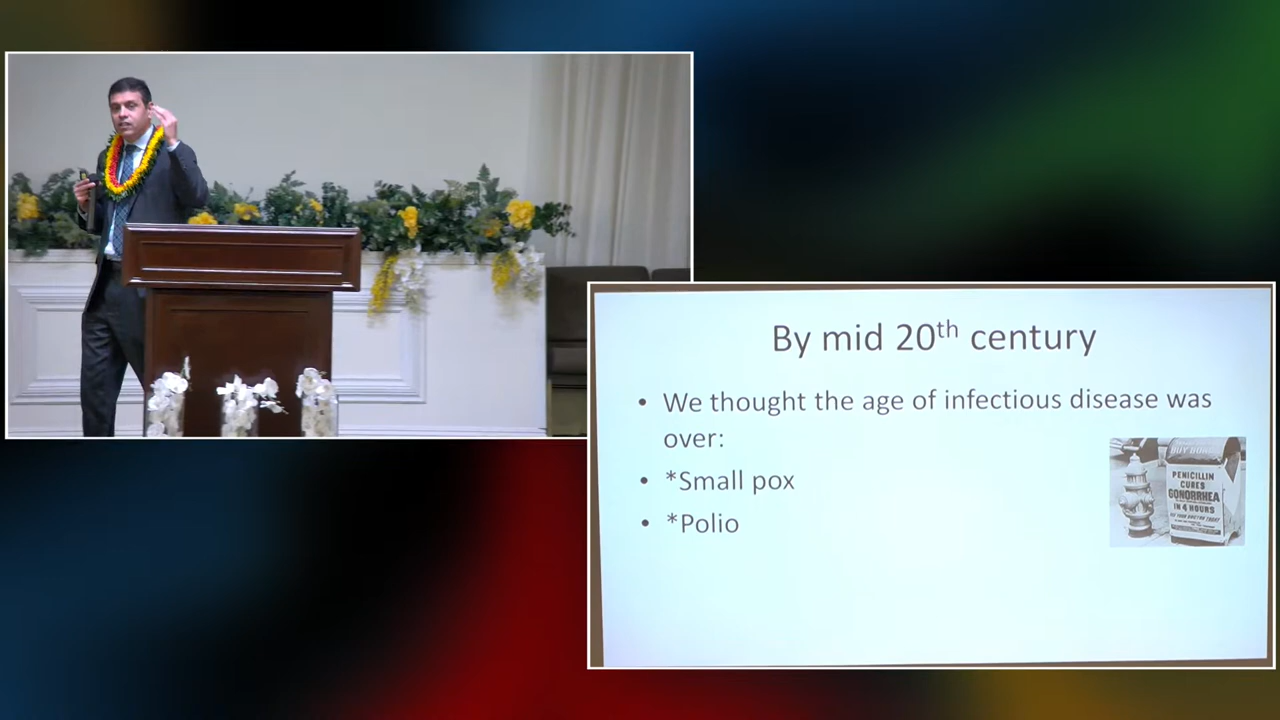 By mid 20th century
• We thought the age of infectious disease was
over:
• *Small pox
• *Polio
PENICILLIN
CURES
GONORRHEA
IN 4 HOURS